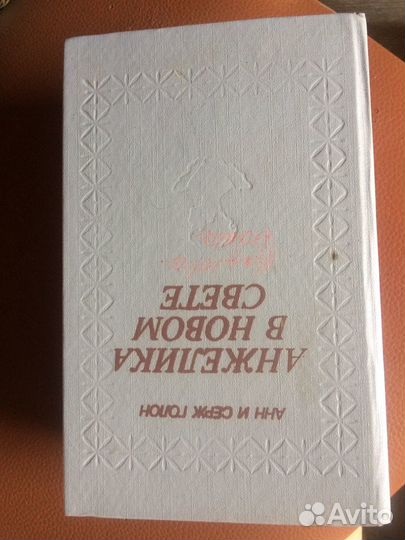 АНН И СЕРЖ ГОЛОН
АНЖЕЛИКА
В НОВОМ
СВЕТЕ
Avito